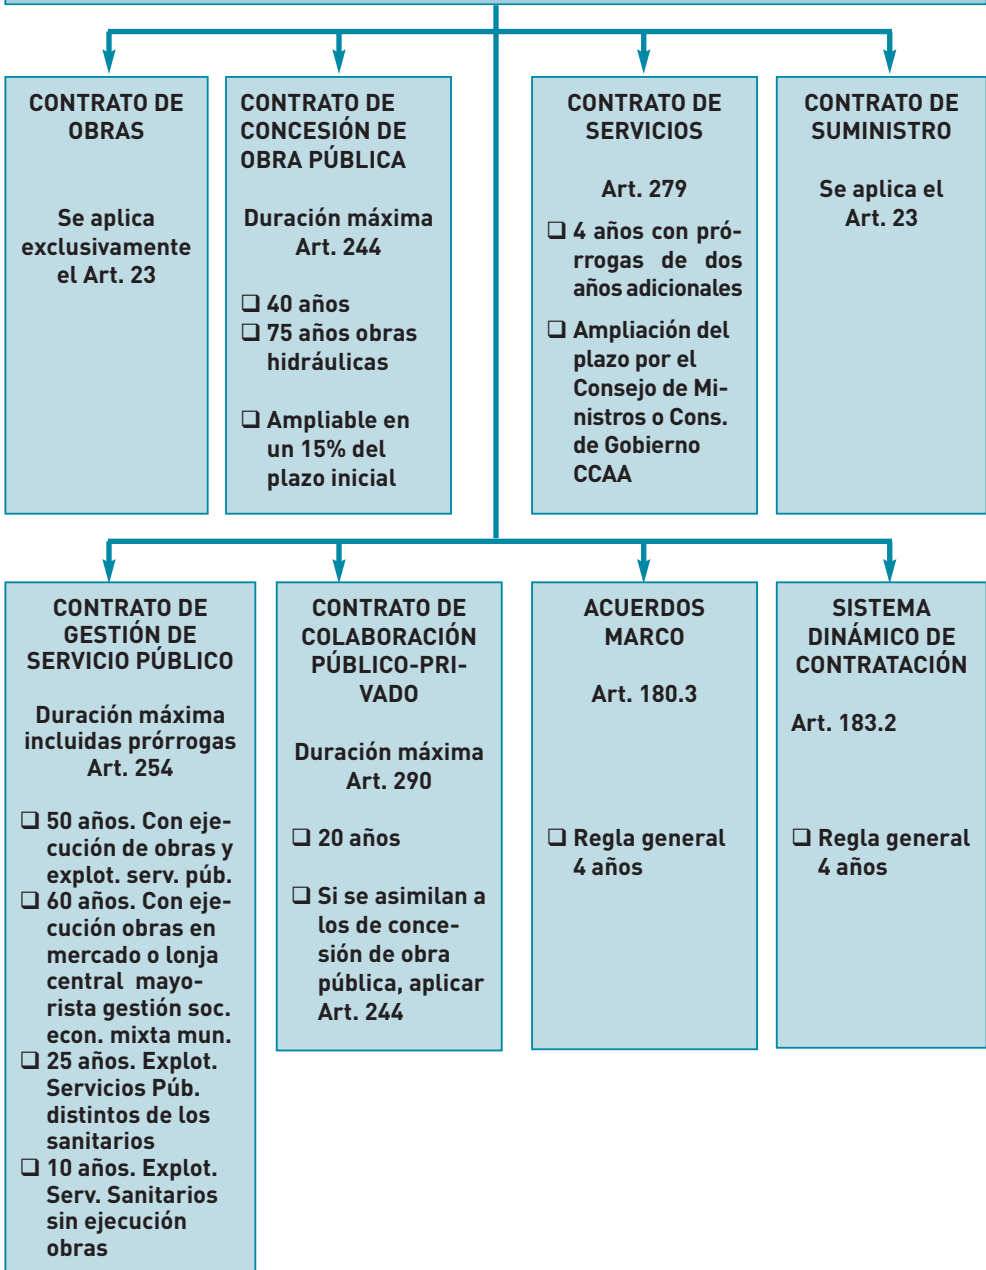 CONTRATO DE
OBRAS
Se aplica
exclusivamente
el Art. 23
CONTRATO DE
CONCESIÓN DE
OBRA PÚBLICA
Duración máxima
Art. 244
❑ 40 años
❑ 75 años obras
hidráulicas
❑ Ampliable en
un 15% del
plazo inicial
CONTRATO DE
SERVICIOS
Art. 279
❑ 4 años con pró-
rrogas de dos
años adicionales
❑ Ampliación del
plazo por el
Consejo de Mi-
nistros o Cons.
de Gobierno
CCAA
CONTRATO DE
SUMINISTRO
Se aplica el
Art. 23
CONTRATO DE
GESTIÓN DE
SERVICIO PÚBLICO
Duración máxima
incluidas prórrogas
Art. 254
❑ 50 años. Con eje-
cución de obras y
explot. serv. púb.
❑ 60 años. Con eje-
cución obras en
mercado o lonja
central mayo-
rista gestión soc.
econ. mixta mun.
❑ 25 años. Explot.
Servicios Púb.
distintos de los
sanitarios
❑ 10 años. Explot.
Serv. Sanitarios
sin ejecución
obras
CONTRATO DE
COLABORACIÓN
PÚBLICO-PRI-
VADO
Duración máxima
Art. 290
❑ 20 años
❑ Si se asimilan a
los de conce-
sión de obra
pública, aplicar
Art. 244
ACUERDOS
MARCO
Art. 180.3
❑ Regla general
4 años
SISTEMA
DINÁMICO DE
CONTRATACIÓN
Art. 183.2
❑ Regla general
4 años